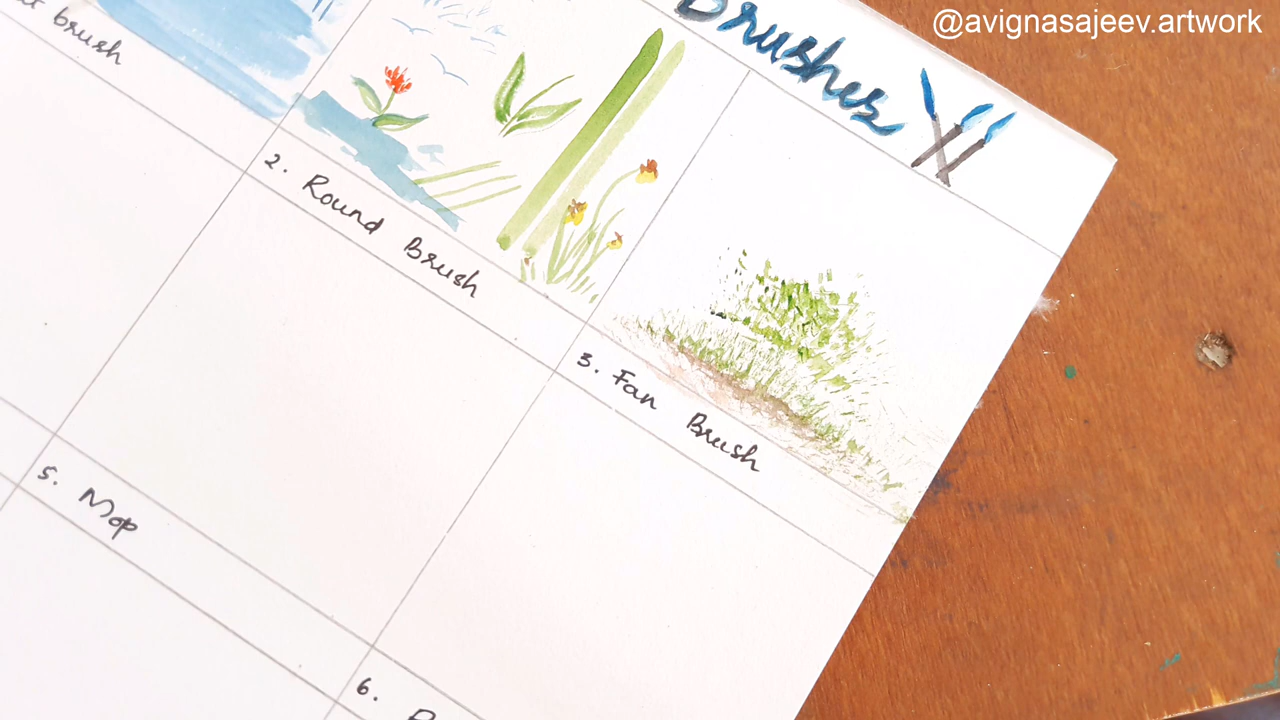 @avignasajeev.artwork
Brushes
brush
2. Round Brush
3. Fan Brush
5. Mop
6.